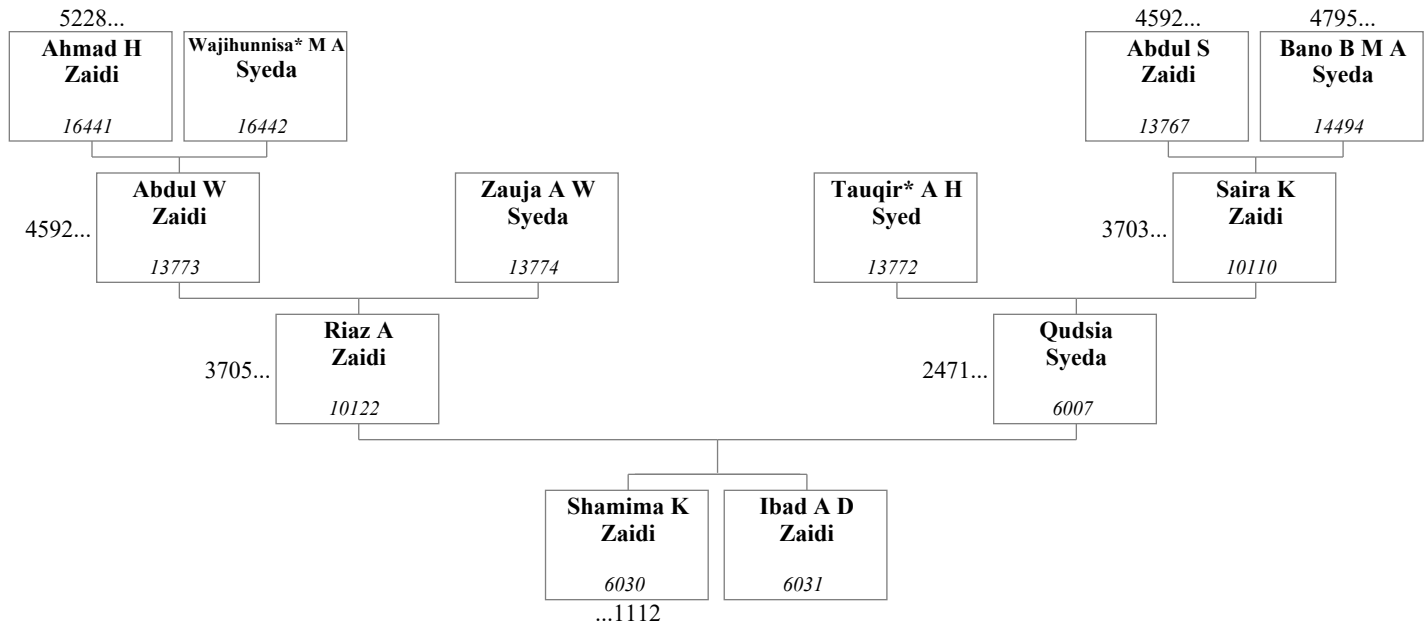 5228...
4592...
4795...
Ahmad H
Zaidi
16441
Wajihunnisa* M A
Syeda
16442
Abdul S
Zaidi
13767
Bano B M A
Syeda
14494
4592...
Abdul W
Zaidi
13773
Zauja A W
Syeda
13774
Tauqir* A H
Syed
13772
3703...
Saira K
Zaidi
10110
3705...
Riaz A
Zaidi
10122
2471...
Qudsia
Syeda
6007
Shamima K
Zaidi
6030
Ibad A D
Zaidi
6031
...1112